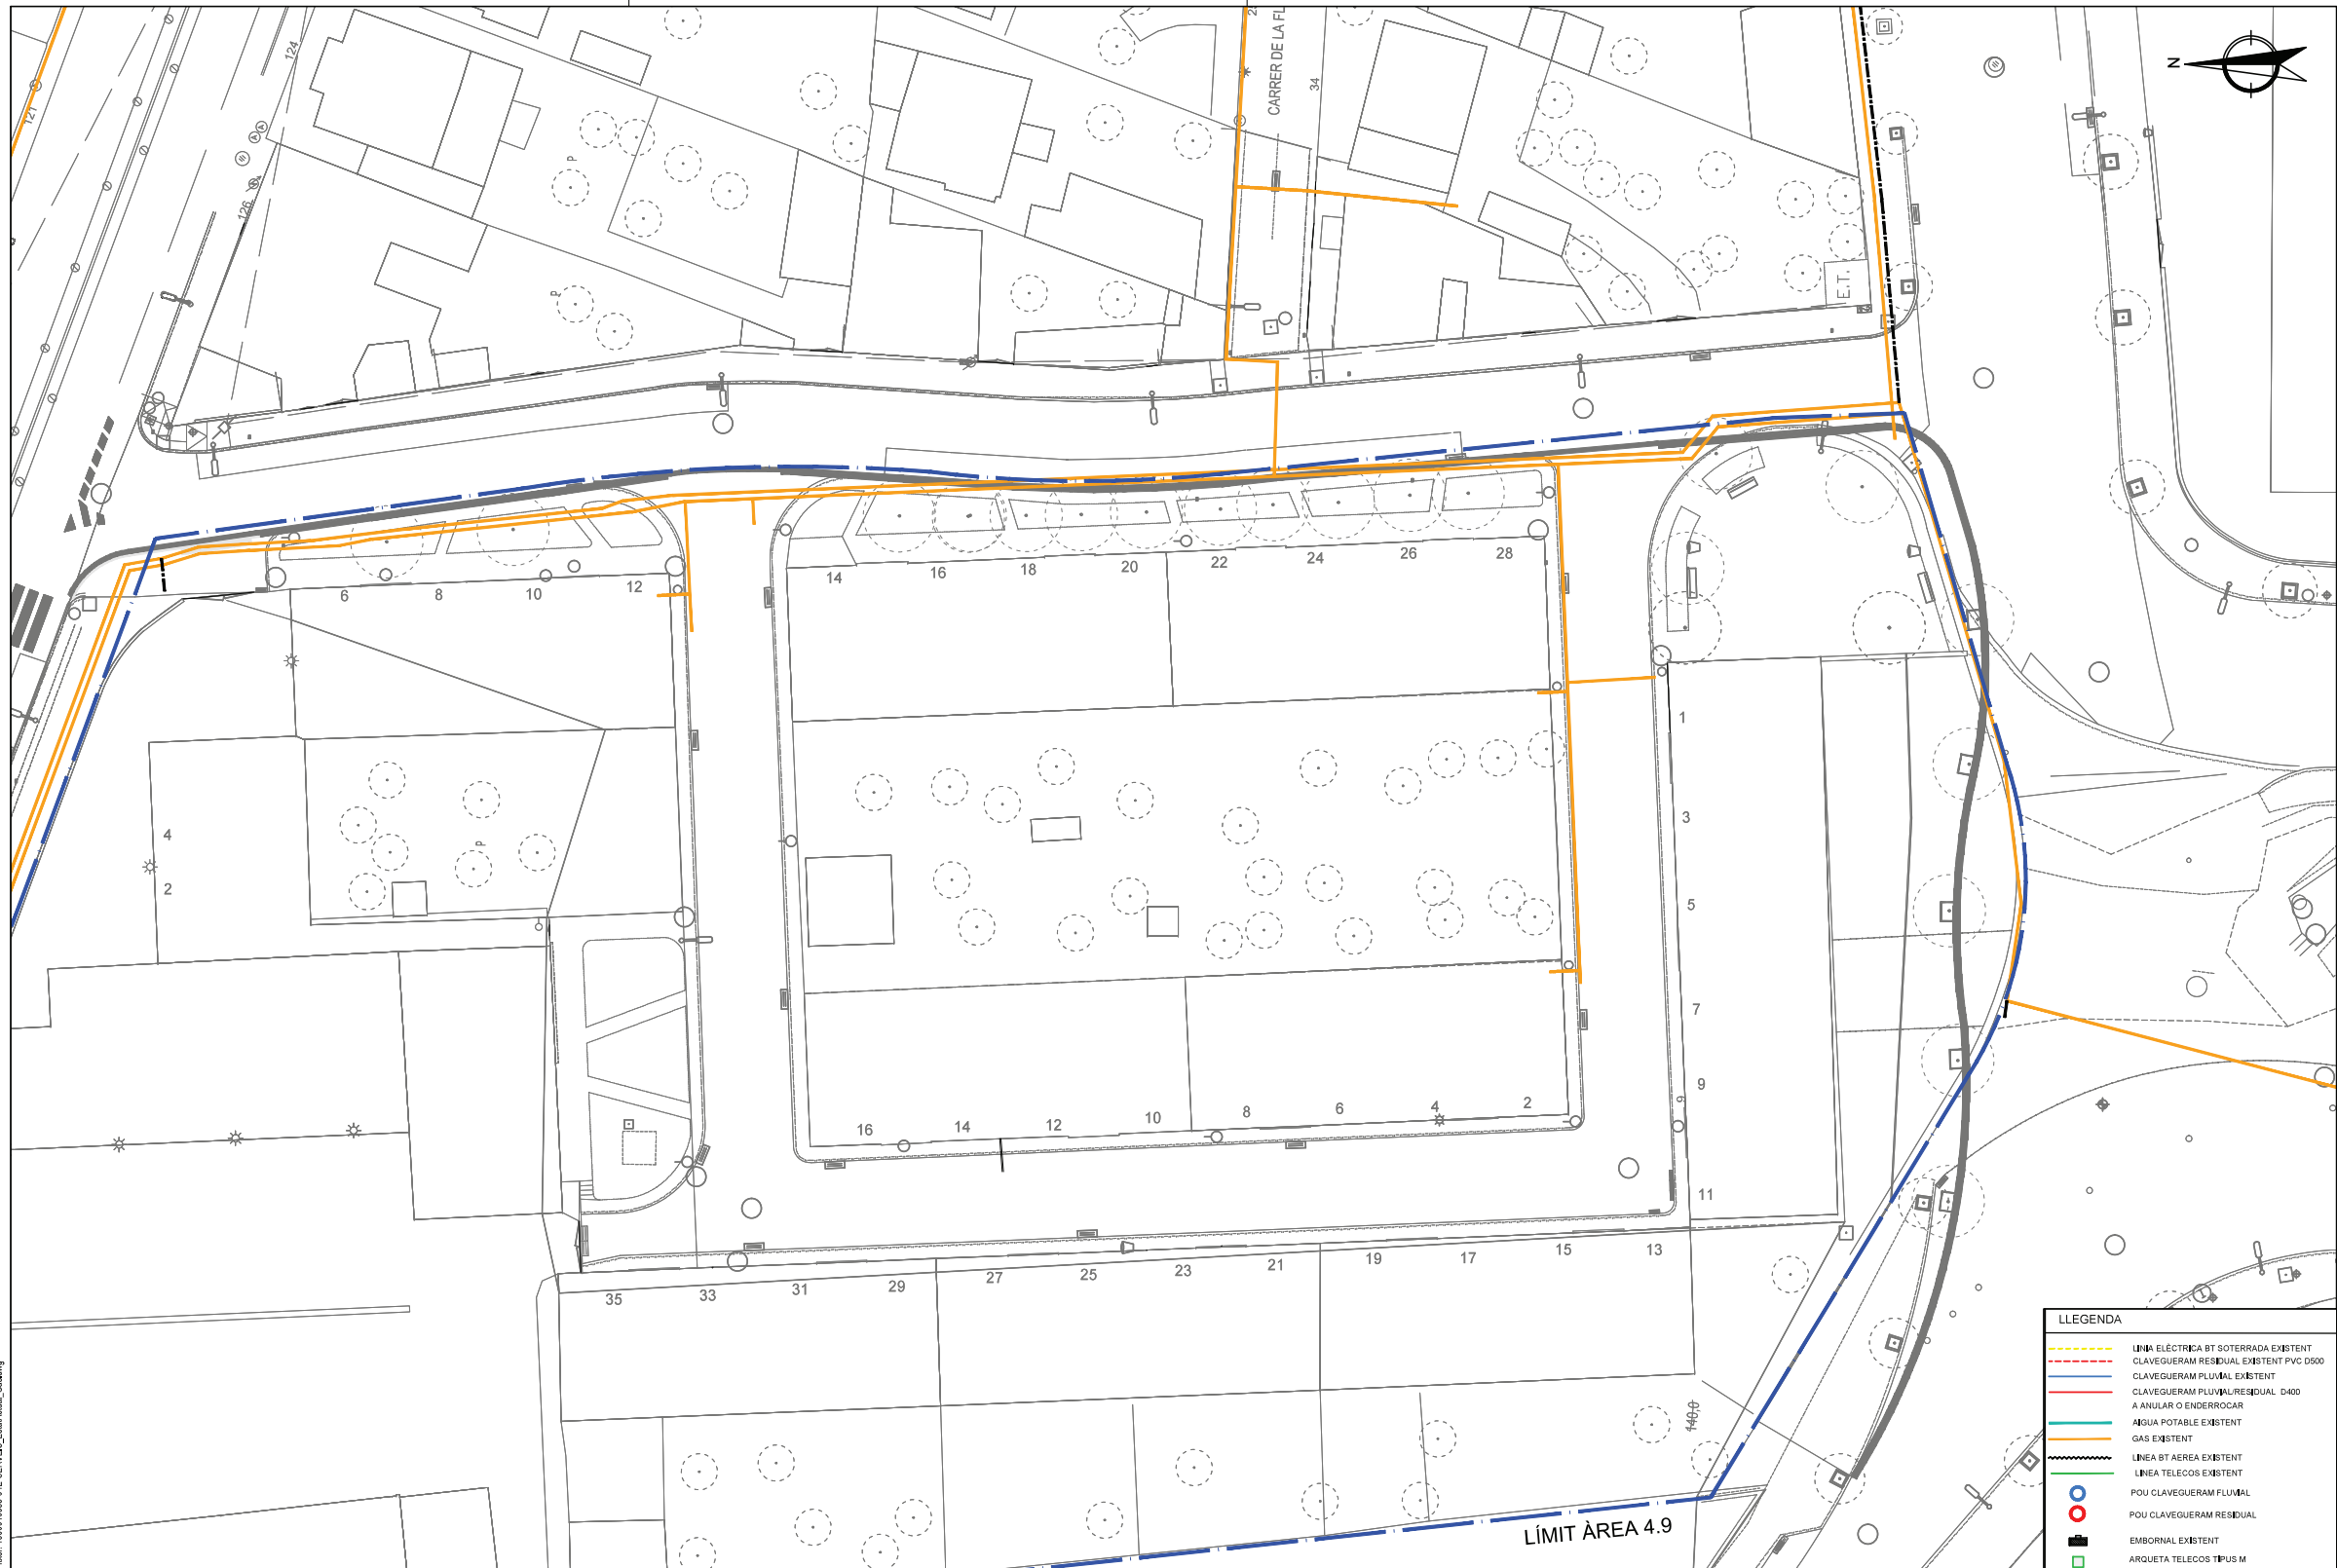 124
121
126
P
P
CARRER DE LA FL
34
N
E.T.
6
8
10
12
14
16
18
20
22
24
26
28
1
3
5
7
9
9
11
4
2
P
16
14
12
10
8
6
4
2
35
33
31
29
27
25
23
21
19
17
15
13
140,0
LÍMIT ÀREA 4.9
LLEGENDA
LINIA ELÈCTRICA BT SOTERRADA EXISTENT
CLAVEGUERAM RESIDUAL EXISTENT PVC D500
CLAVEGUERAM PLUVIAL EXISTENT
CLAVEGUERAM PLUVIAL/RESIDUAL D400
A ANULAR O ENDERROCAR
AIGUA POTABLE EXISTENT
GAS EXISTENT
LINEA BT AEREA EXISTENT
LINEA TELECOS EXISTENT
POU CLAVEGUERAM FLUVIAL
POU CLAVEGUERAM RESIDUAL
EMBORNAL EXISTENT
ARQUETA TELECOS TIPUS M